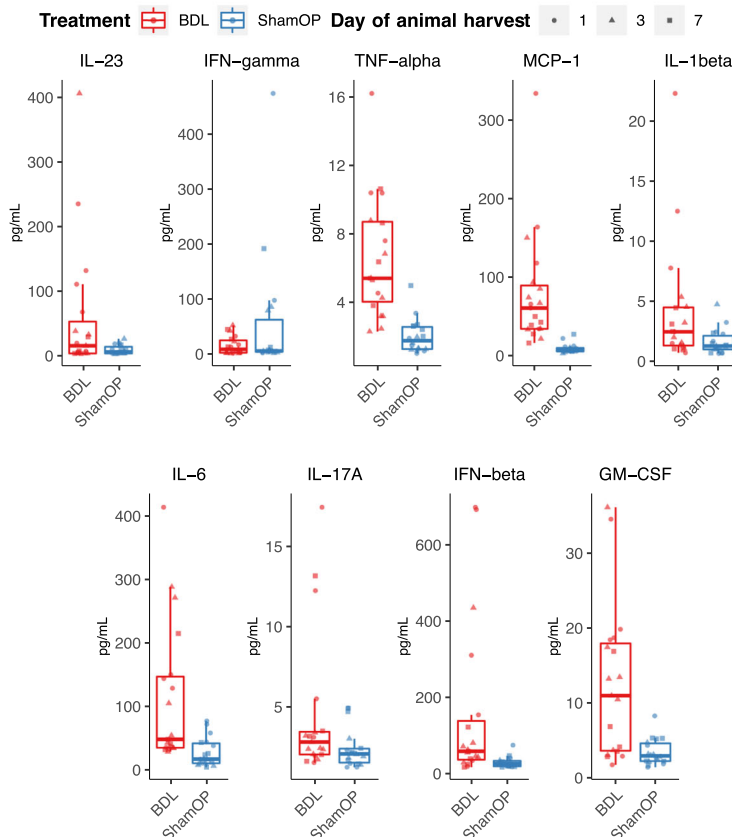 Treatment BDL ShamOP Day of animal harvest 1 3 7
IL−23 IFN−gamma TNF−alpha MCP−1 IL−1beta
400
300
200
100
0
pg/mL
BDL
ShamOP
400
300
200
100
0
pg/mL
BDL
ShamOP
16
12
8
4
pg/mL
BDL
ShamOP
300
200
100
0
pg/mL
BDL
ShamOP
20
15
10
5
0
pg/mL
BDL
ShamOP
IL−6 IL−17A IFN−beta GM−CSF
400
300
200
100
0
pg/mL
BDL
ShamOP
15
10
5
pg/mL
BDL
ShamOP
600
400
200
0
pg/mL
BDL
ShamOP
30
20
10
0
pg/mL
BDL
ShamOP